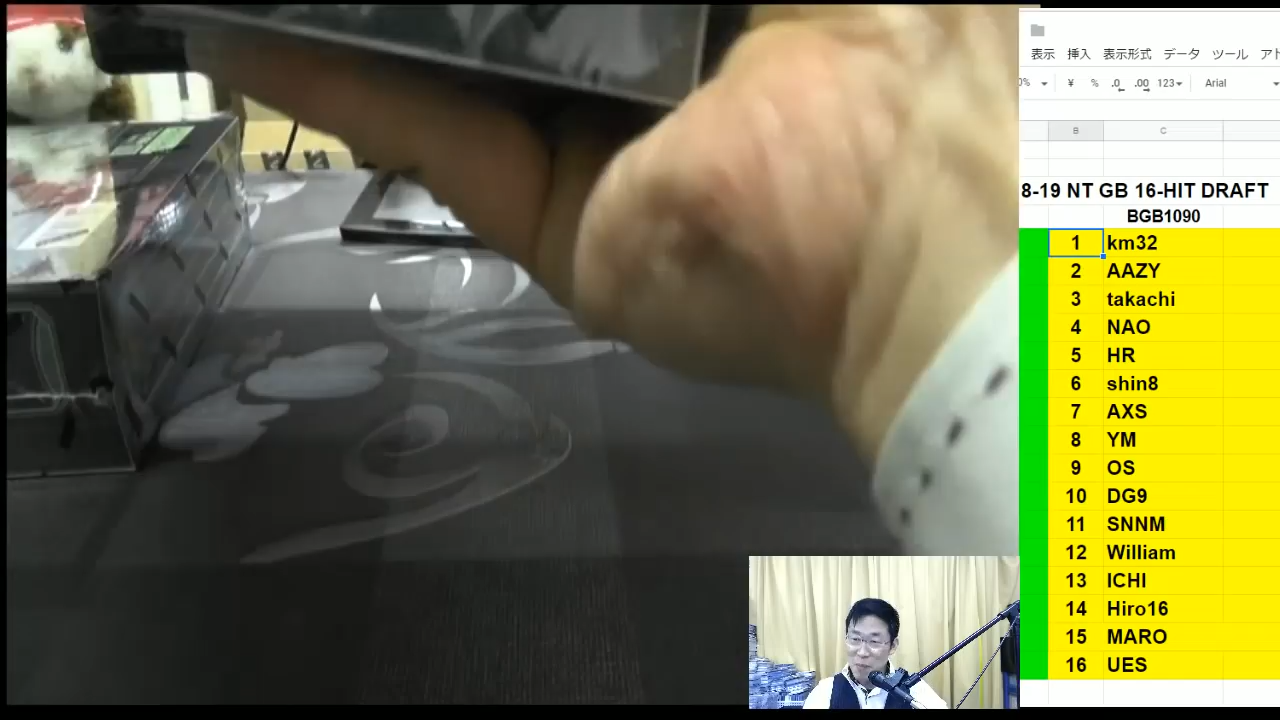 表示 挿入 表示形式 データ ツール アト
0% ¥ % .0 .00 123 Arial
B C
8-19 NT GB 16-HIT DRAFT
BGB1090
1 km32
2 AAZY
3 takachi
4 NAO
5 HR
6 shin8
7 AXS
8 YM
9 OS
10 DG9
11 SNNM
12 William
13 ICHI
14 Hiro16
15 MARO
16 UES